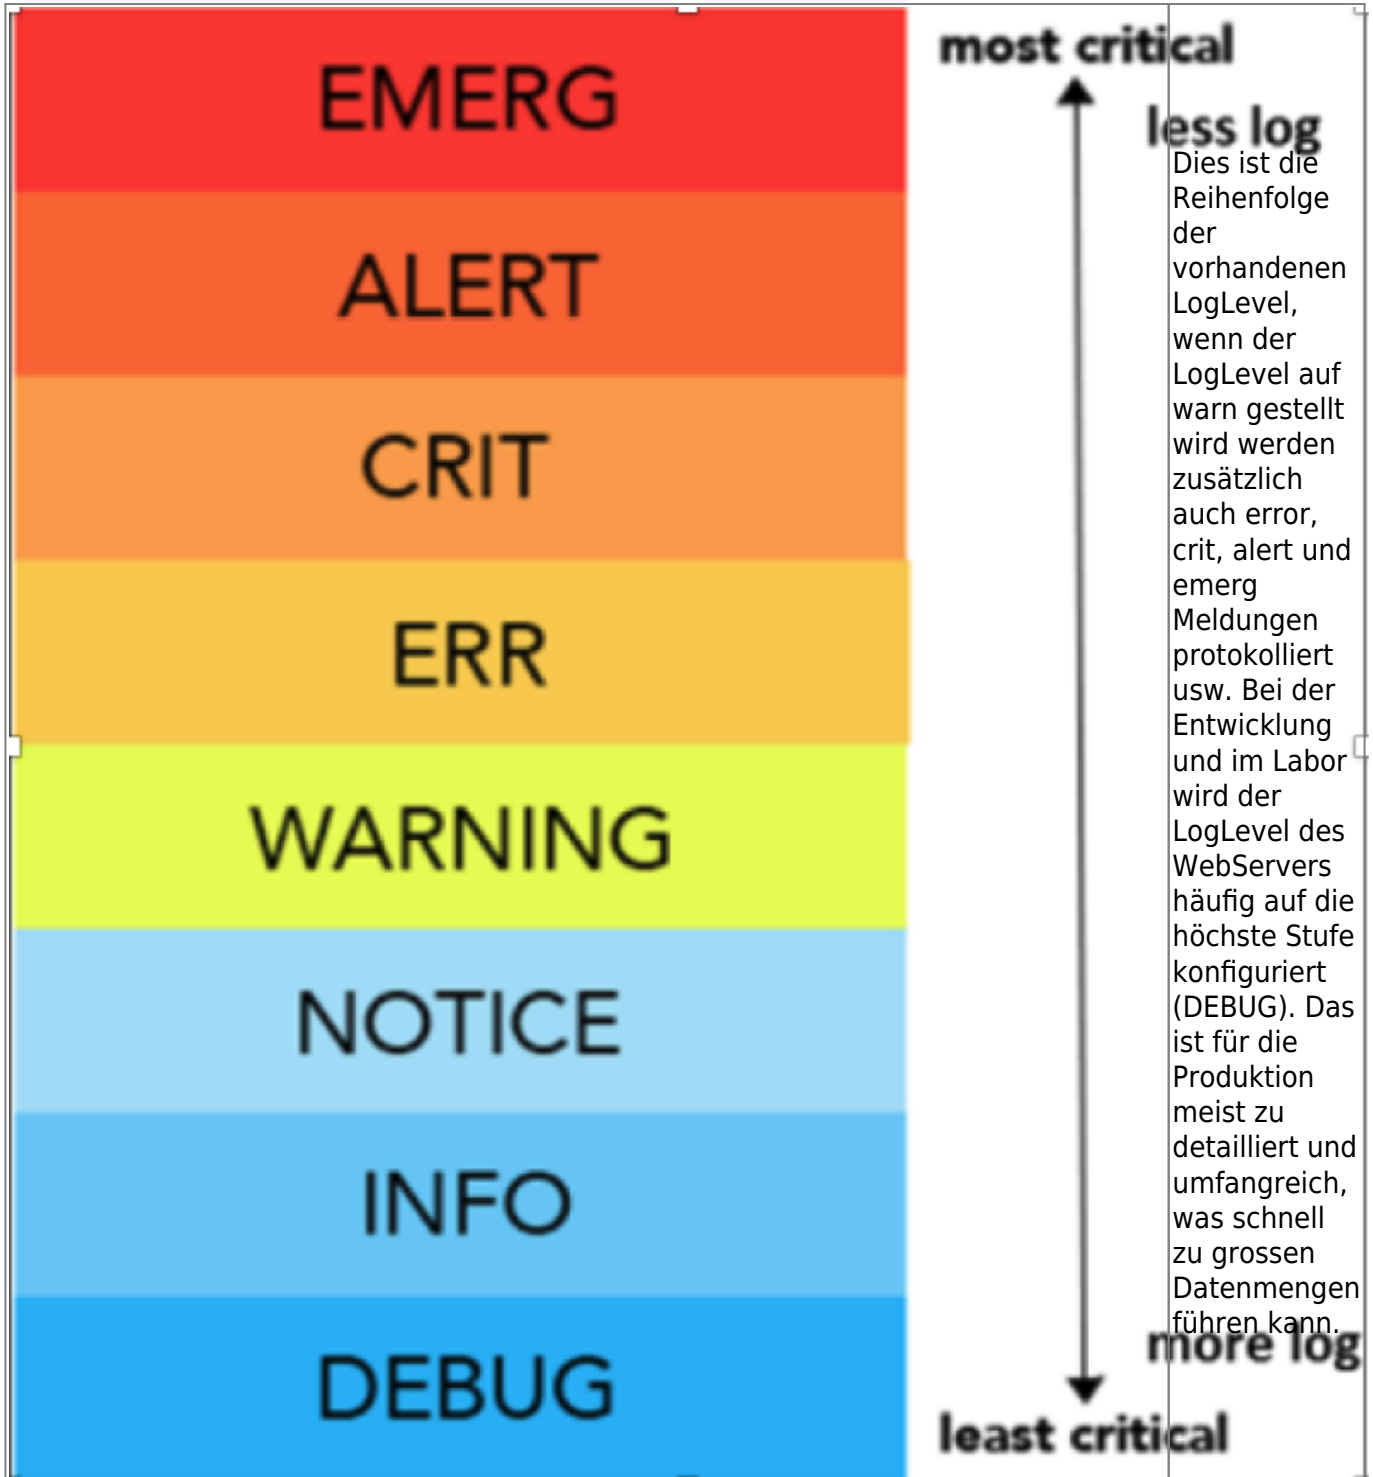 EMERG
ALERT
CRIT
ERR
WARNING
NOTICE
INFO
DEBUG
most critical
less log
Dies ist die
Reihenfolge
der
vorhandenen
LogLevel,
wenn der
LogLevel auf
warn gestellt
wird werden
zusätzlich
auch error,
crit, alert und
emerg
Meldungen
protokolliert
usw. Bei der
Entwicklung
und im Labor
wird der
LogLevel des
WebServers
häufig auf die
höchste Stufe
konfiguriert
(DEBUG). Das
ist für die
Produktion
meist zu
detailliert und
umfangreich,
was schnell
zu grossen
Datenmengen
führen kann.
more log
least critical